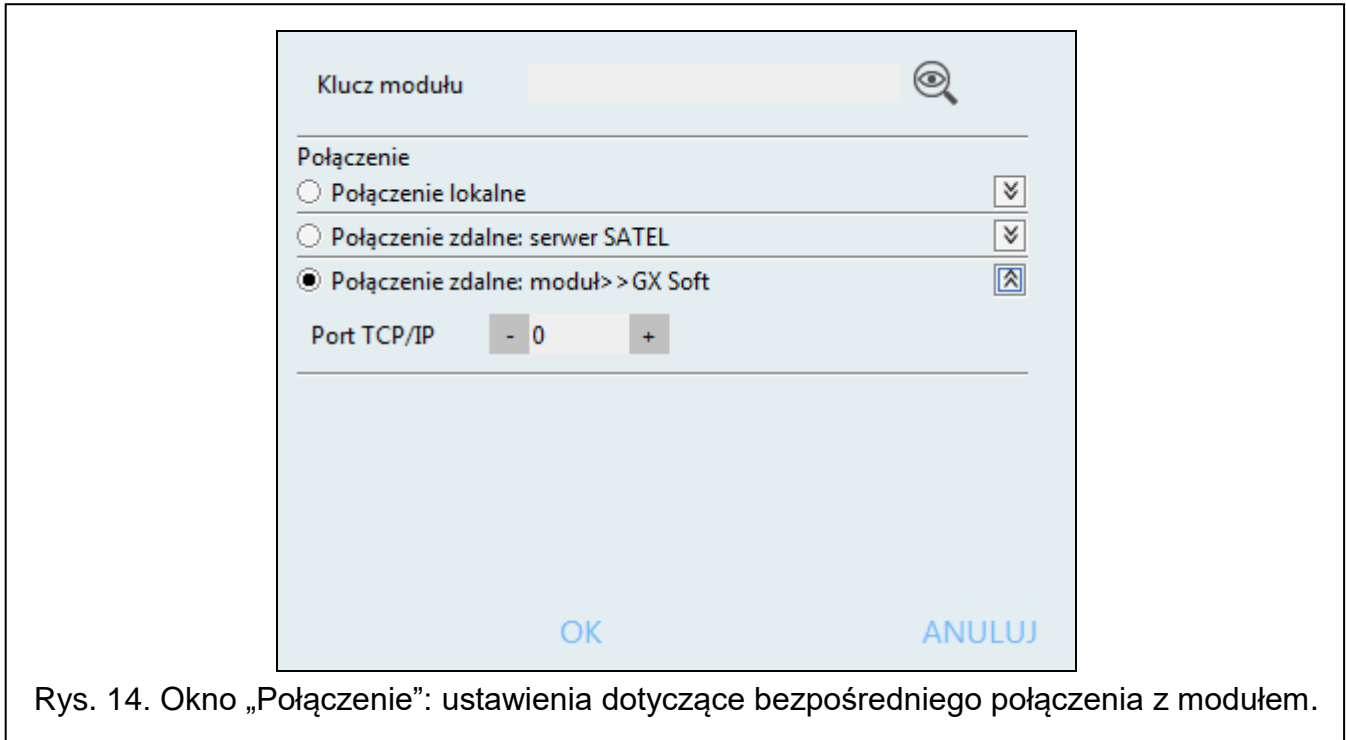 Klucz modułu
Połączenie
Połączenie lokalne
Połączenie zdalne: serwer SATEL
Połączenie zdalne: moduł>>GX Soft
Port TCP/IP - 0 +
OK ANULUJ
Rys. 14. Okno „Połączenie”: ustawienia dotyczące bezpośredniego połączenia z modułem.